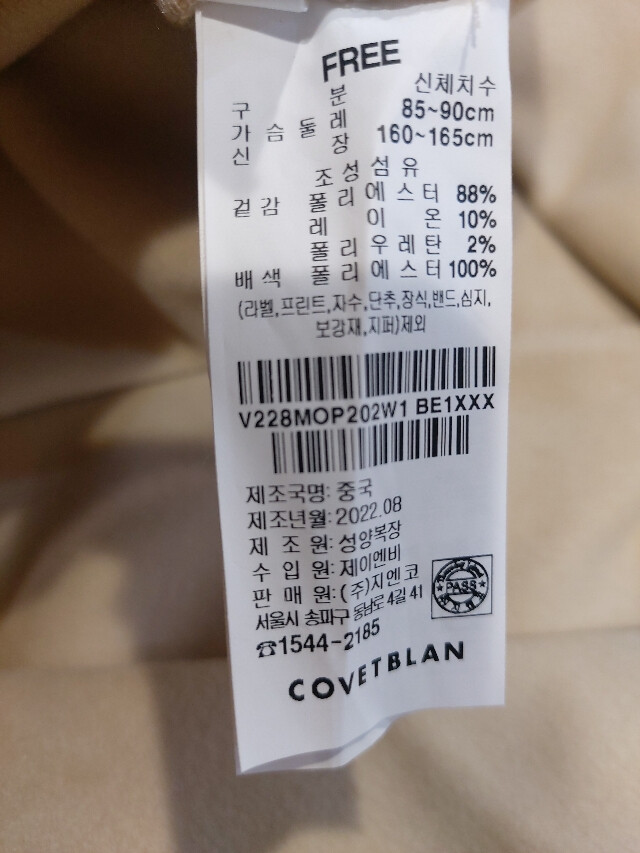 FREE
구 분 신체치수
가 슴 둘 레 85~90cm
신 장 160~165cm
조성섬유
겉감 폴리에스터 88%
레이온 10%
폴리우레탄 2%
배색 폴리에스터 100%
(라벨,프린트,자수,단추,장식,밴드,심지,
보강재,지퍼)제외
V228MOP202W1 BE1XXX
제조국명:중국
제조년월:2022.08
제 조 원:성양복장
수 입 원:제이엔비
판 매 원:(주)지엔코
서울시 송파구 동남로 4길 41
☎1544-2185
PASS
COVETBLAN